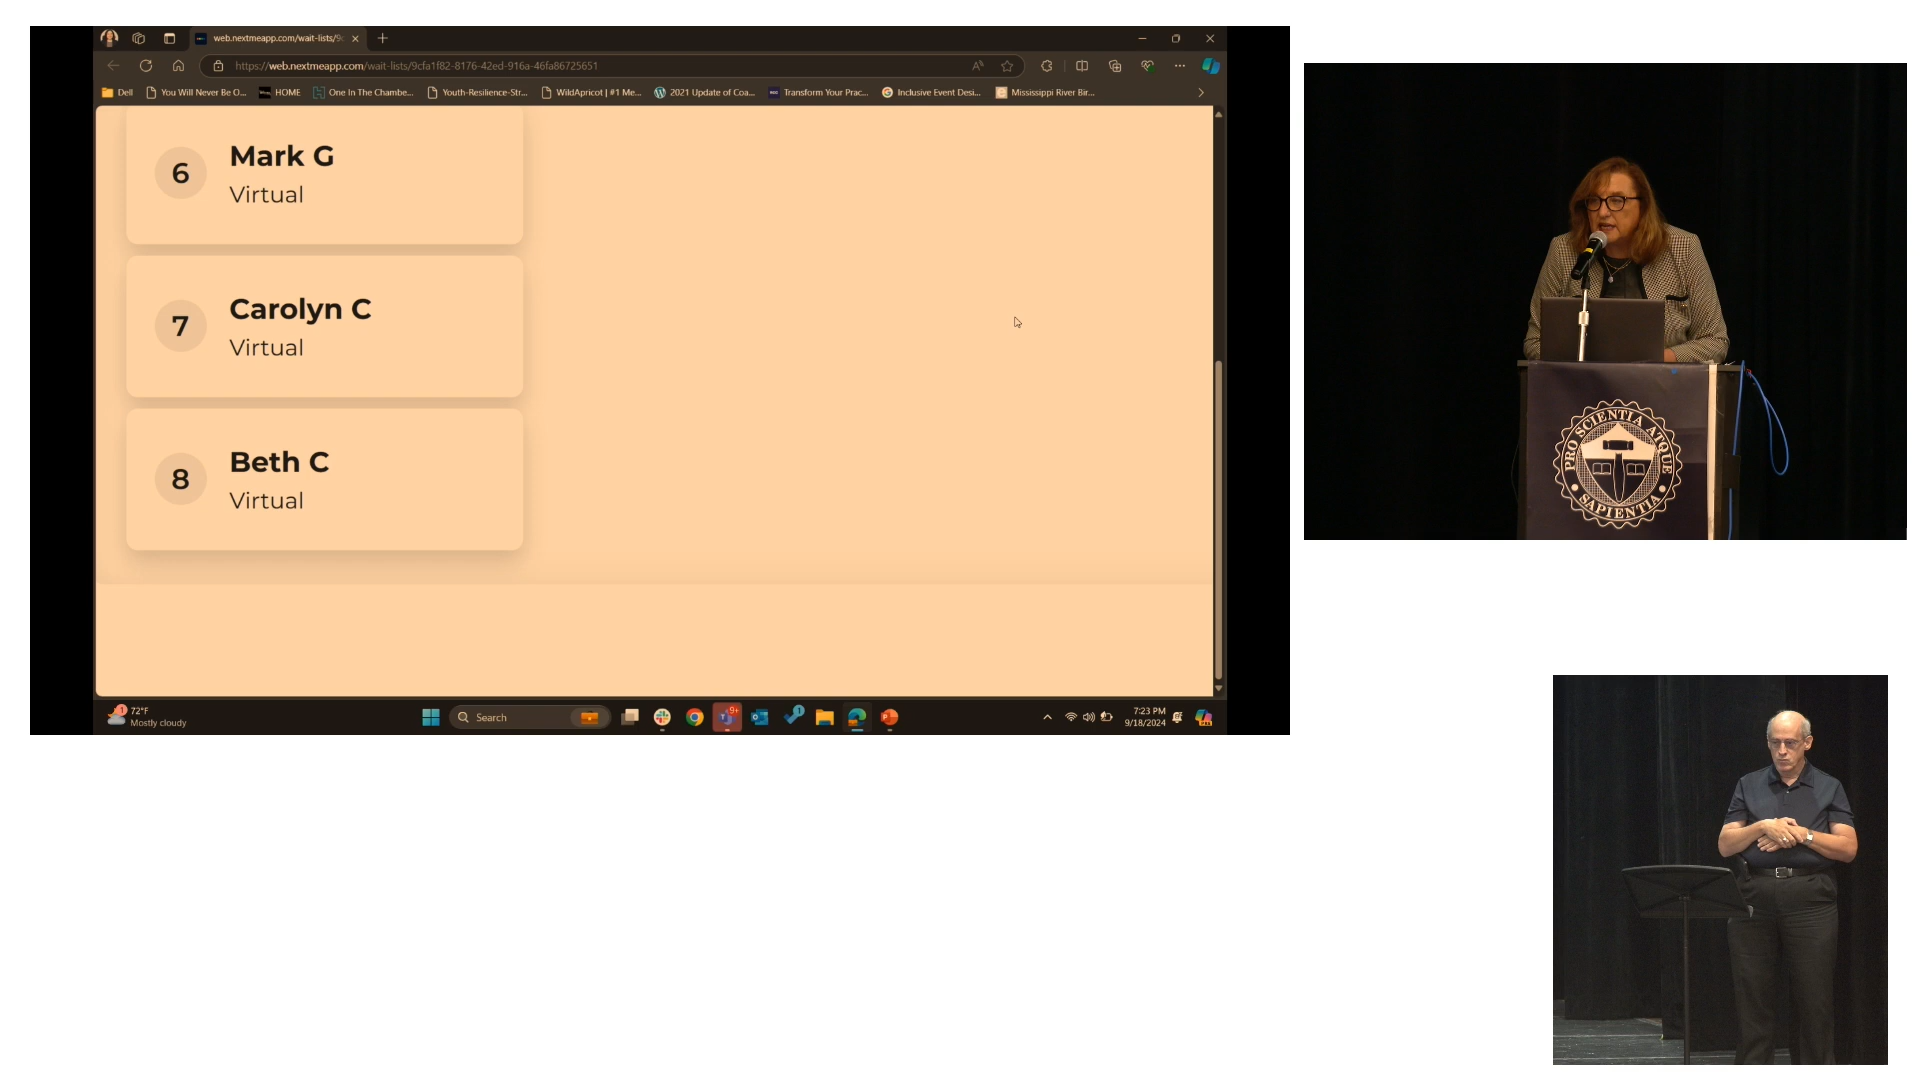 web.nextmeapp.com/wait-lists/9c
https://web.nextmeapp.com/wait-lists/9cfa1f82-8176-42ed-916a-46fa86725651
Dell
You Will Never Be O...
HOME
One In The Chambe...
Youth-Resilience-Str...
WildApricot | #1 Me...
2021 Update of Coa...
Transform Your Prac...
Inclusive Event Desi...
Mississippi River Bir...
6
Mark G
Virtual
7
Carolyn C
Virtual
8
Beth C
Virtual
1
72°F
Mostly cloudy
Search
9+
1
7:23 PM
9/18/2024
PRO SCIENTIA ATQUE
SAPIENTIA